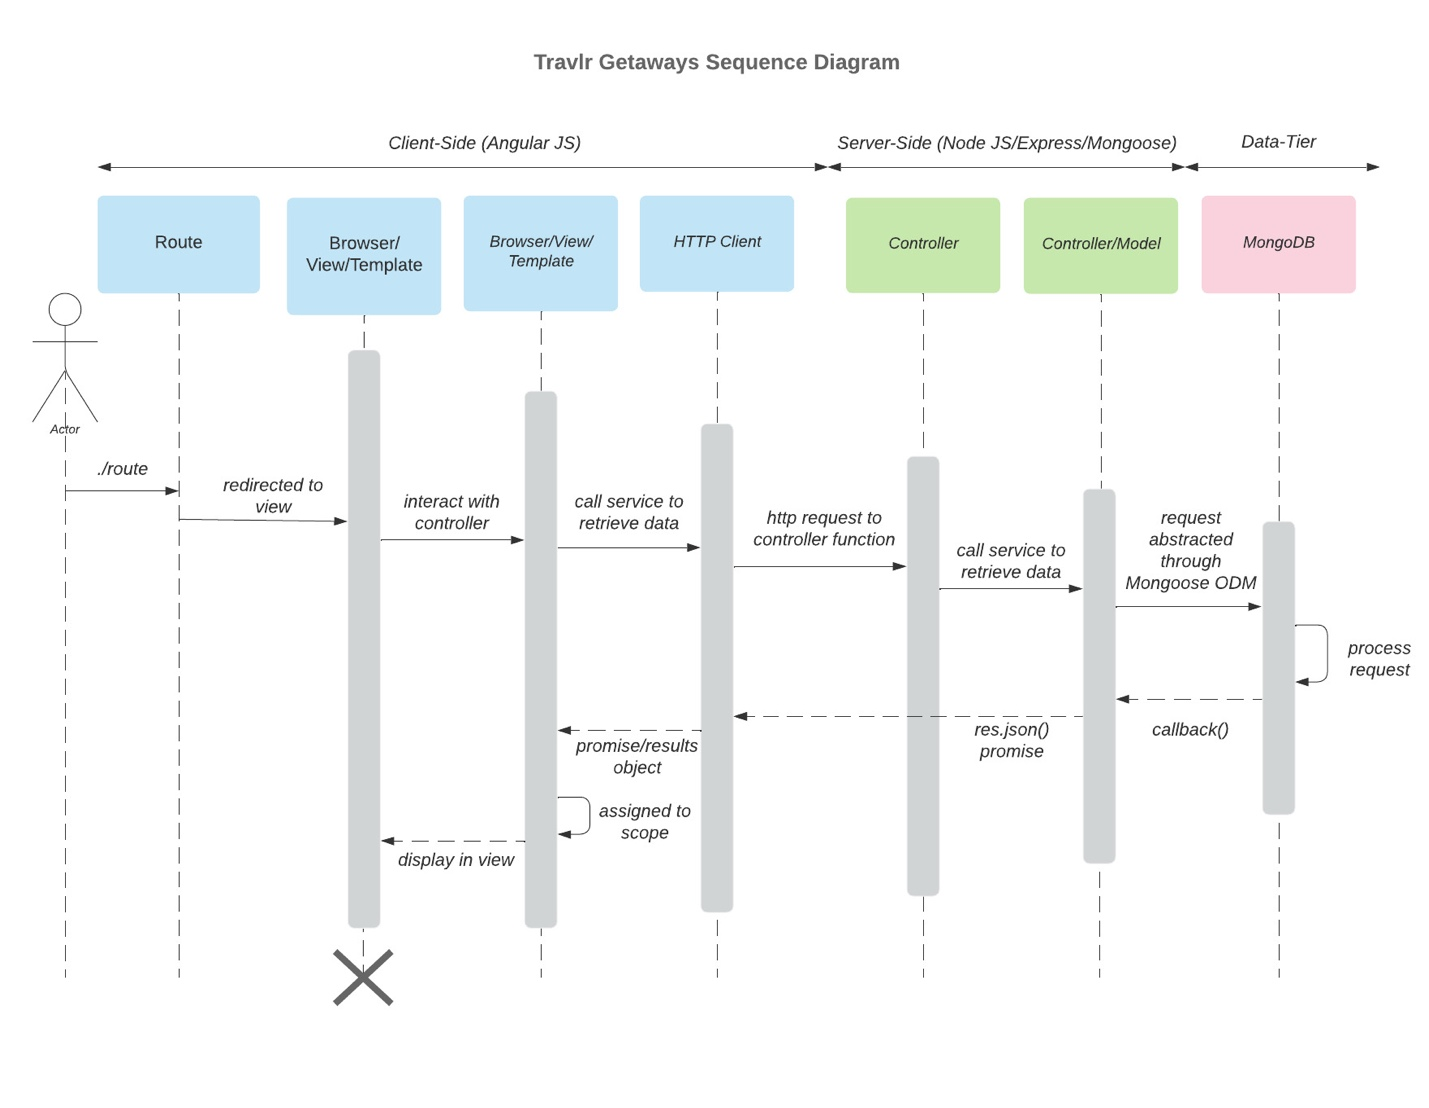 Travlr Getaways Sequence Diagram
Client-Side (Angular JS)
Server-Side (Node JS/Express/Mongoose)
Data-Tier
Route
Browser/
View/Template
Browser/View/
Template
HTTP Client
Controller
Controller/Model
MongoDB
Actor
./route
redirected to
view
interact with
controller
call service to
retrieve data
http request to
controller function
call service to
retrieve data
request
abstracted
through
Mongoose ODM
process
request
callback()
res.json()
promise
promise/results
object
assigned to
scope
display in view